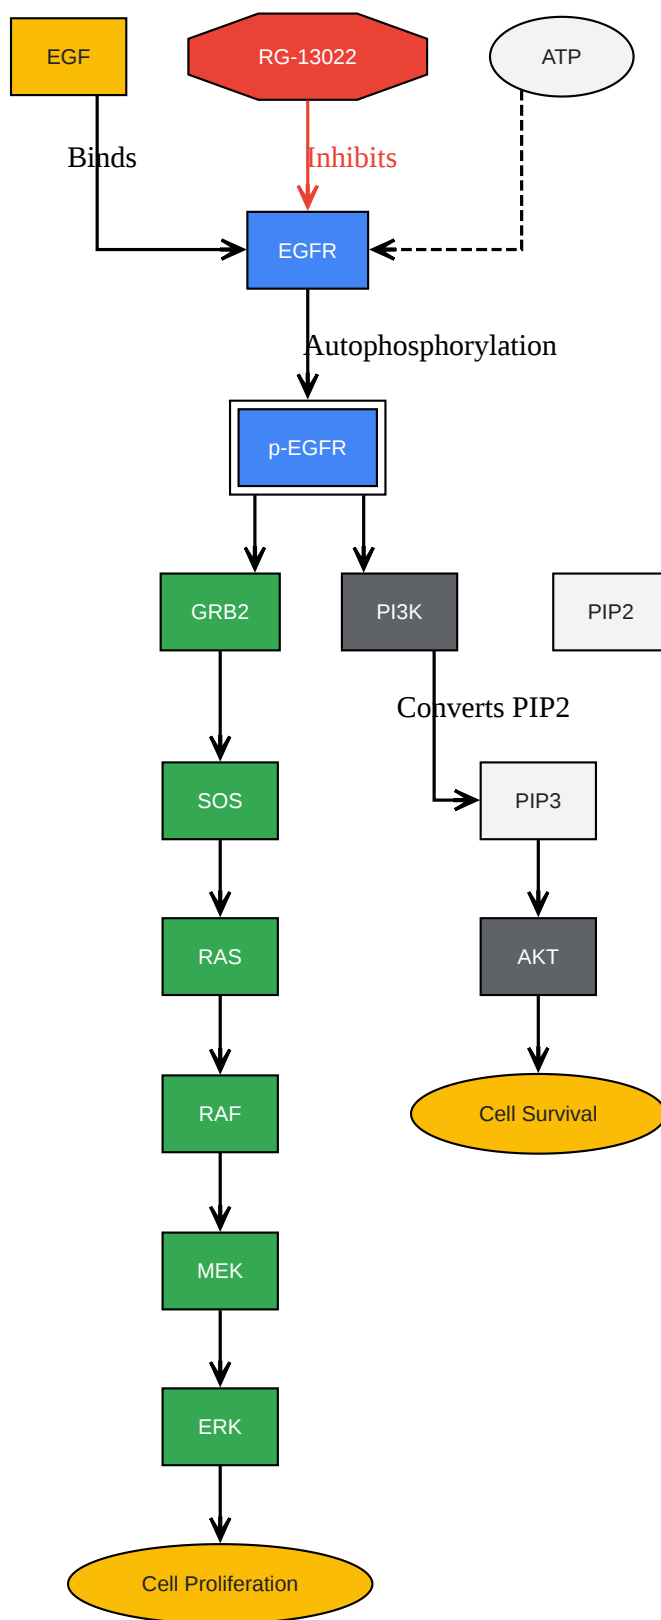 EGF
RG-13022
ATP
Binds
Inhibits
EGFR
Autophosphorylation
p-EGFR
GRB2
PI3K
PIP2
Converts PIP2
SOS
PIP3
RAS
AKT
RAF
Cell Survival
MEK
ERK
Cell Proliferation